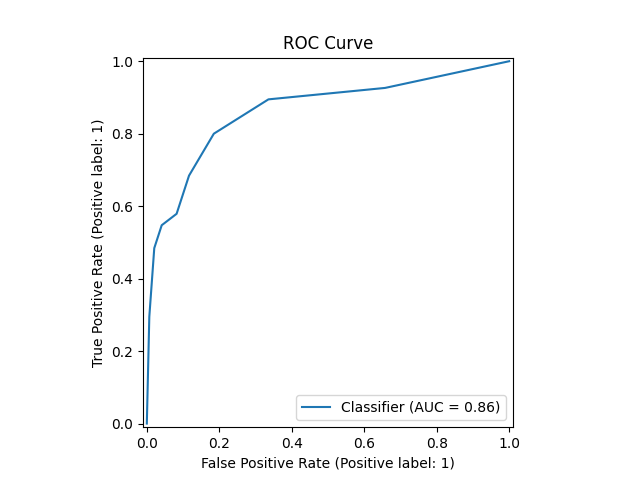 ROC Curve
1.0
0.8
0.6
0.4
0.2
0.0
True Positive Rate (Positive label: 1)
Classifier (AUC = 0.86)
0.0 0.2 0.4 0.6 0.8 1.0
False Positive Rate (Positive label: 1)